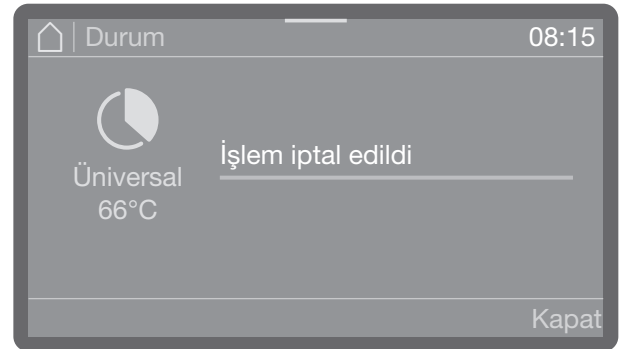 Durum 08:15
İşlem iptal edildi
Üniversal
66°C
Kapat